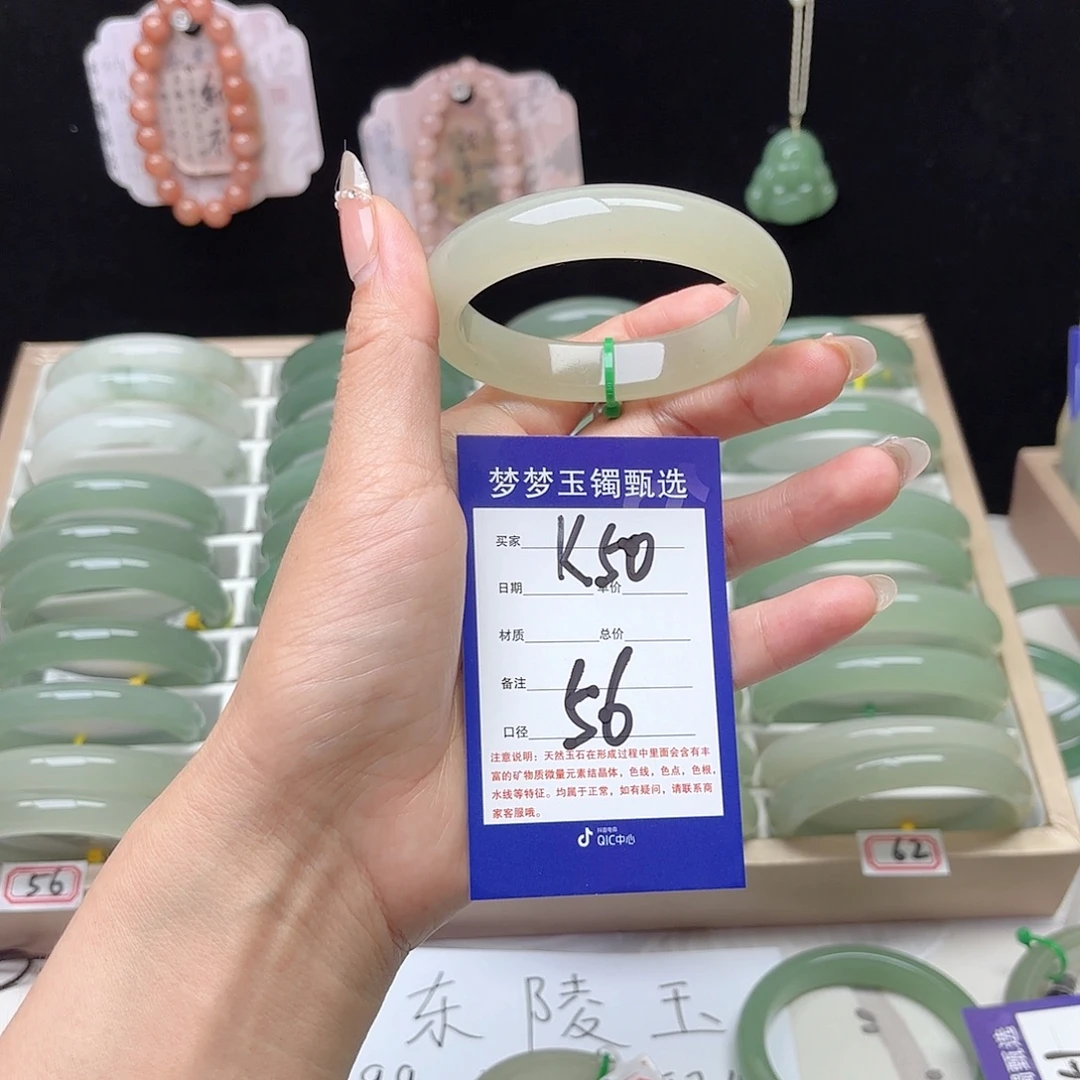 梦梦玉镯甄选
买家 K50
日期 单价
材质 总价
备注
口径 56
注意说明：天然玉石在形成过程中里面会含有丰
富的矿物质微量元素结晶体，色线，色点，色根，
水线等特征。均属于正常，如有疑问，请联系商
家客服哦。
抖音电商
QIC中心
56
62
东陵玉